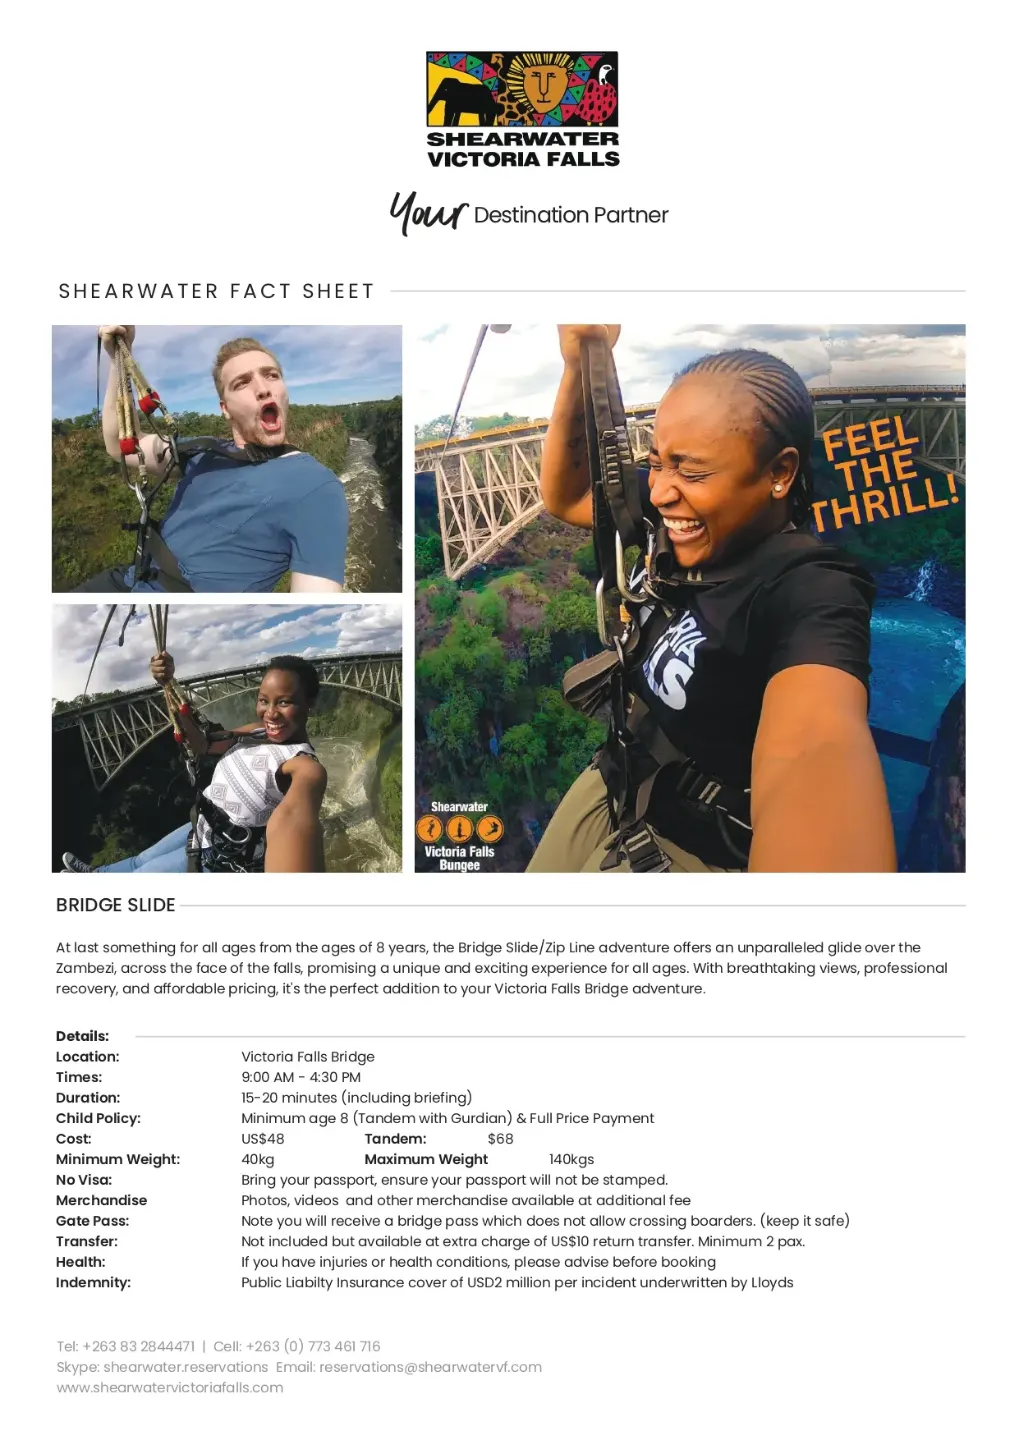 SHEARWATER
VICTORIA FALLS
Your Destination Partner
SHEARWATER FACT SHEET
FEEL
THE
THRILL!
Shearwater
Victoria Falls
Bungee
BRIDGE SLIDE
At last something for all ages from the ages of 8 years, the Bridge Slide/Zip Line adventure offers an unparalleled glide over the
Zambezi, across the face of the falls, promising a unique and exciting experience for all ages. With breathtaking views, professional
recovery, and affordable pricing, it's the perfect addition to your Victoria Falls Bridge adventure.
Details:
Location: Victoria Falls Bridge
Times: 9:00 AM - 4:30 PM
Duration: 15-20 minutes (including briefing)
Child Policy: Minimum age 8 (Tandem with Gurdian) & Full Price Payment
Cost: US$48 Tandem: $68
Minimum Weight: 40kg Maximum Weight 140kgs
No Visa: Bring your passport, ensure your passport will not be stamped.
Merchandise Photos, videos and other merchandise available at additional fee
Gate Pass: Note you will receive a bridge pass which does not allow crossing boarders. (keep it safe)
Transfer: Not included but available at extra charge of US$10 return transfer. Minimum 2 pax.
Health: If you have injuries or health conditions, please advise before booking
Indemnity: Public Liabilty Insurance cover of USD2 million per incident underwritten by Lloyds
Tel: +263 83 2844471 | Cell: +263 (0) 773 461 716
Skype: shearwater.reservations Email: reservations@shearwatervf.com
www.shearwatervictoriafalls.com